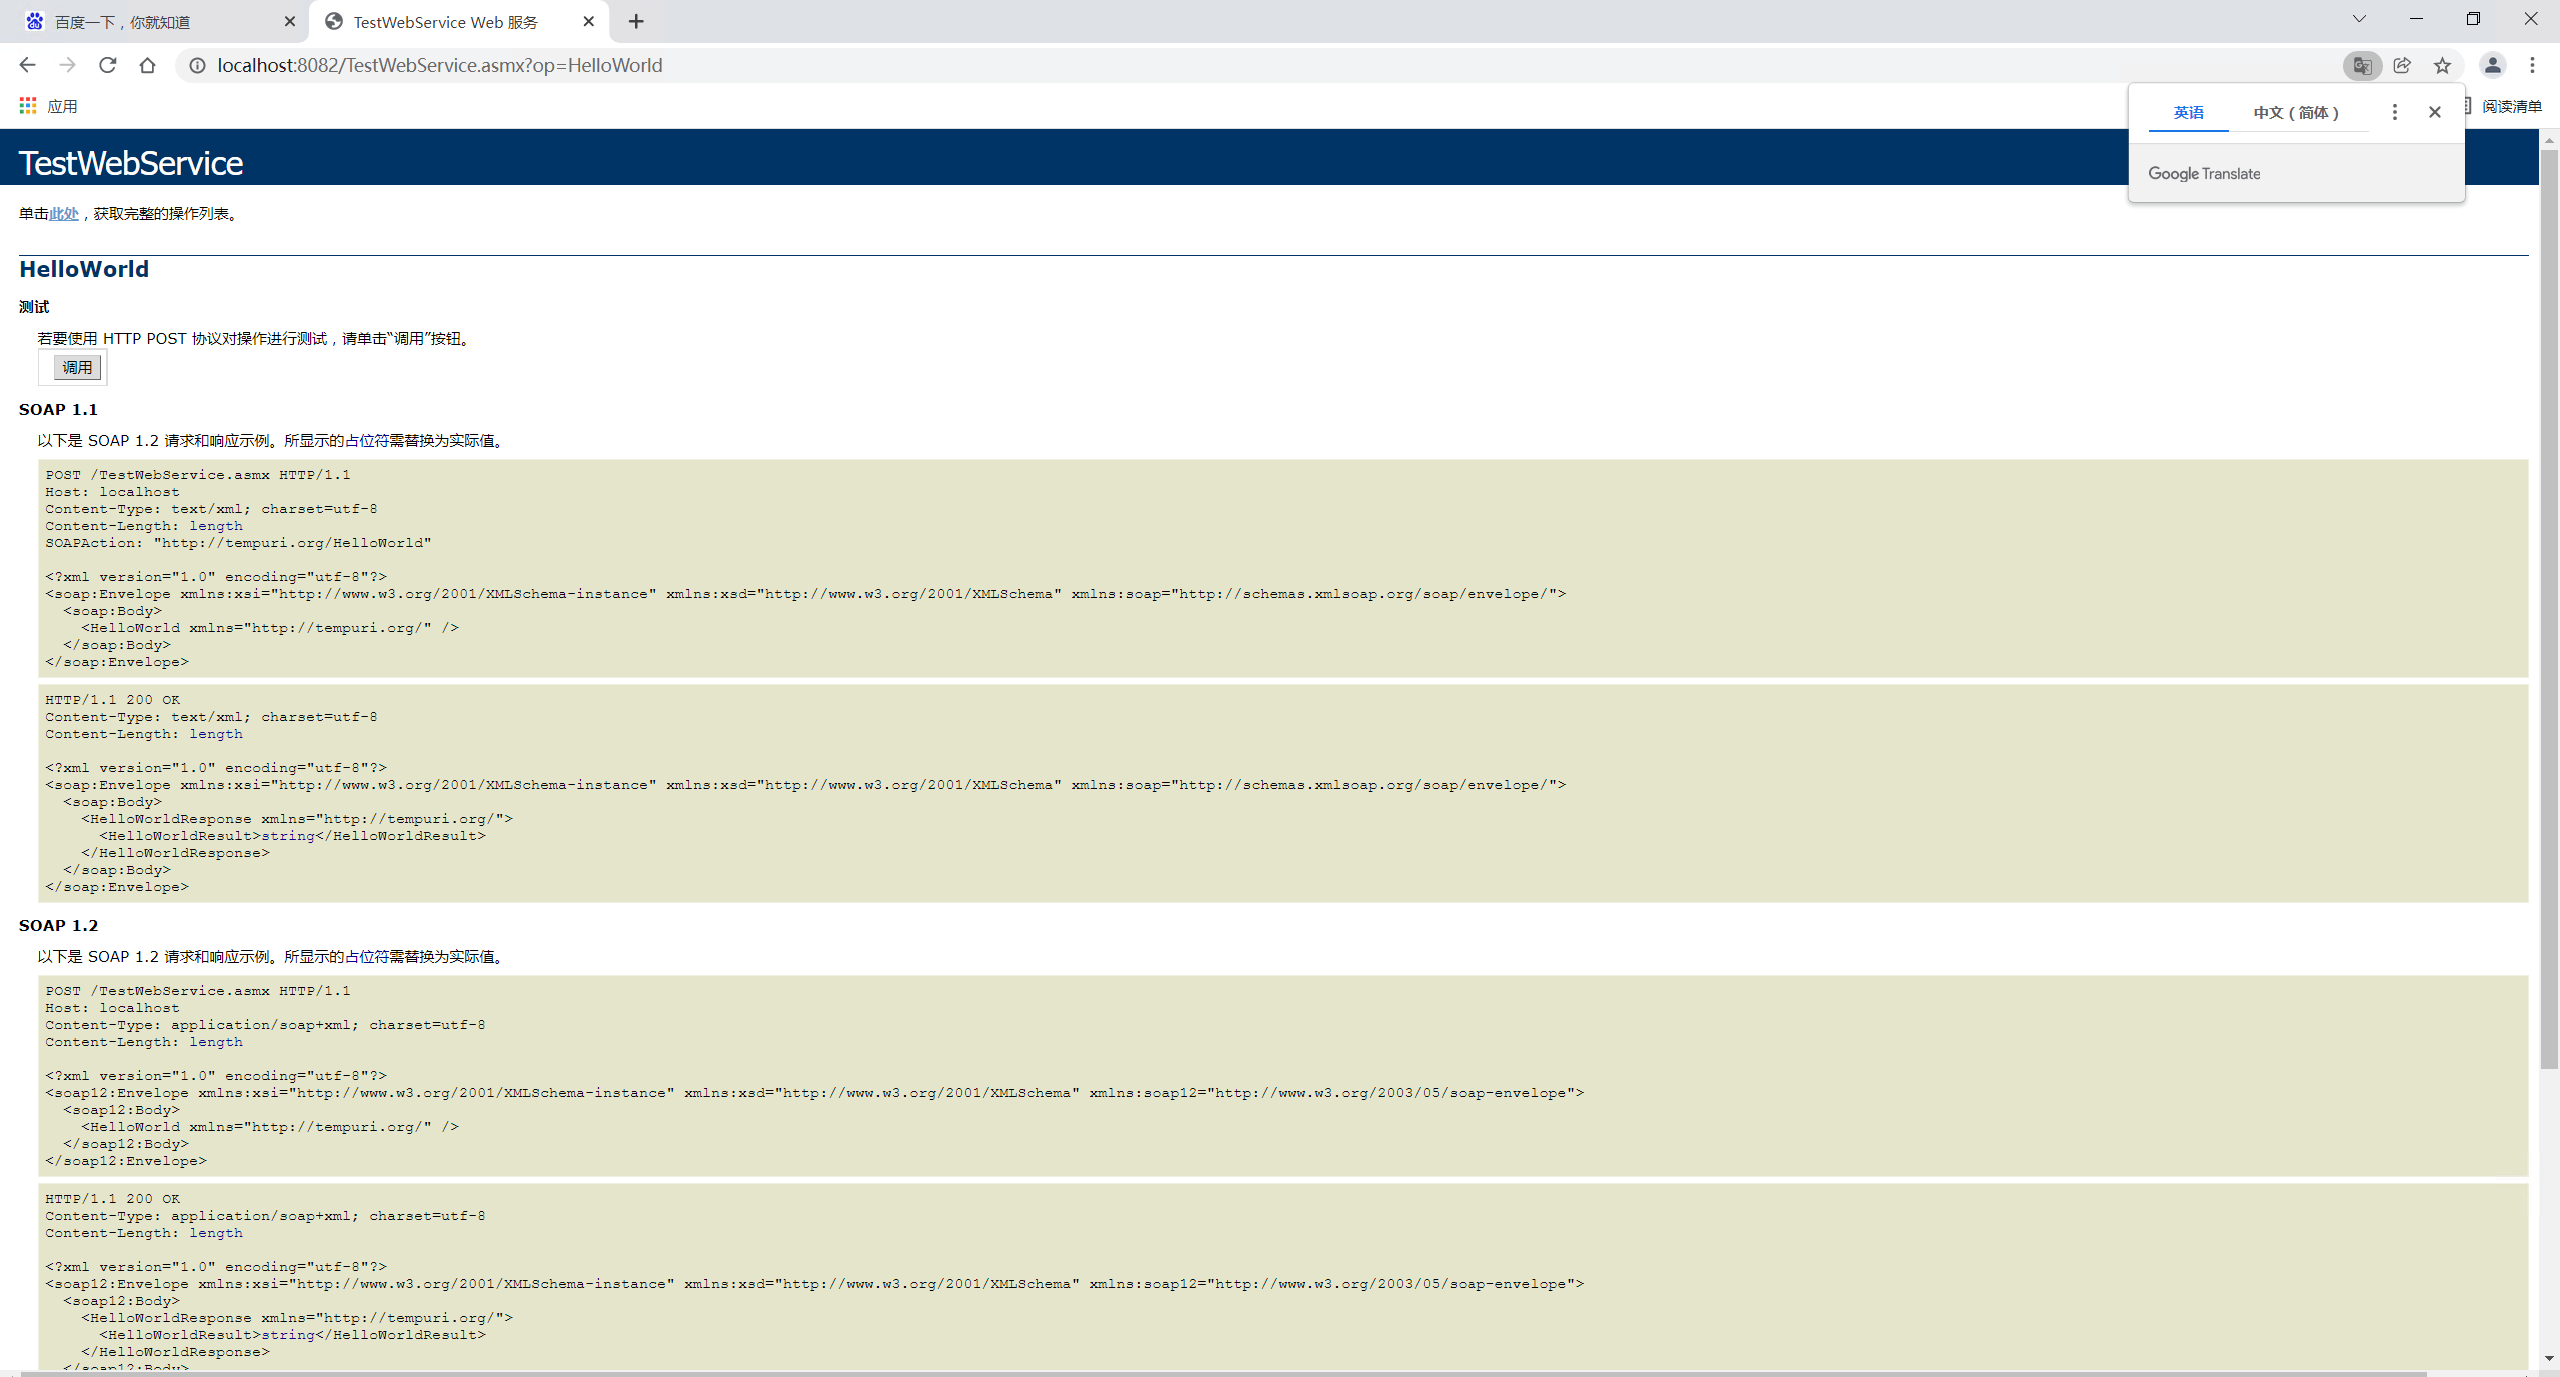 百度一下，你就知道
TestWebService Web 服务
localhost:8082/TestWebService.asmx?op=HelloWorld
应用
阅读清单
英语
中文（简体）
Google Translate
TestWebService
单击此处，获取完整的操作列表。
HelloWorld
测试
若要使用 HTTP POST 协议对操作进行测试，请单击“调用”按钮。
调用
SOAP 1.1
以下是 SOAP 1.2 请求和响应示例。所显示的占位符需替换为实际值。
POST /TestWebService.asmx HTTP/1.1
Host: localhost
Content-Type: text/xml; charset=utf-8
Content-Length: length
SOAPAction: "http://tempuri.org/HelloWorld"
<?xml version="1.0" encoding="utf-8"?>
<soap:Envelope xmlns:xsi="http://www.w3.org/2001/XMLSchema-instance" xmlns:xsd="http://www.w3.org/2001/XMLSchema" xmlns:soap="http://schemas.xmlsoap.org/soap/envelope/">
<soap:Body>
<HelloWorld xmlns="http://tempuri.org/" />
</soap:Body>
</soap:Envelope>
HTTP/1.1 200 OK
Content-Type: text/xml; charset=utf-8
Content-Length: length
<?xml version="1.0" encoding="utf-8"?>
<soap:Envelope xmlns:xsi="http://www.w3.org/2001/XMLSchema-instance" xmlns:xsd="http://www.w3.org/2001/XMLSchema" xmlns:soap="http://schemas.xmlsoap.org/soap/envelope/">
<soap:Body>
<HelloWorldResponse xmlns="http://tempuri.org/">
<HelloWorldResult>string</HelloWorldResult>
</HelloWorldResponse>
</soap:Body>
</soap:Envelope>
SOAP 1.2
以下是 SOAP 1.2 请求和响应示例。所显示的占位符需替换为实际值。
POST /TestWebService.asmx HTTP/1.1
Host: localhost
Content-Type: application/soap+xml; charset=utf-8
Content-Length: length
<?xml version="1.0" encoding="utf-8"?>
<soap12:Envelope xmlns:xsi="http://www.w3.org/2001/XMLSchema-instance" xmlns:xsd="http://www.w3.org/2001/XMLSchema" xmlns:soap12="http://www.w3.org/2003/05/soap-envelope">
<soap12:Body>
<HelloWorld xmlns="http://tempuri.org/" />
</soap12:Body>
</soap12:Envelope>
HTTP/1.1 200 OK
Content-Type: application/soap+xml; charset=utf-8
Content-Length: length
<?xml version="1.0" encoding="utf-8"?>
<soap12:Envelope xmlns:xsi="http://www.w3.org/2001/XMLSchema-instance" xmlns:xsd="http://www.w3.org/2001/XMLSchema" xmlns:soap12="http://www.w3.org/2003/05/soap-envelope">
<soap12:Body>
<HelloWorldResponse xmlns="http://tempuri.org/">
<HelloWorldResult>string</HelloWorldResult>
</HelloWorldResponse>
</soap12:Body>